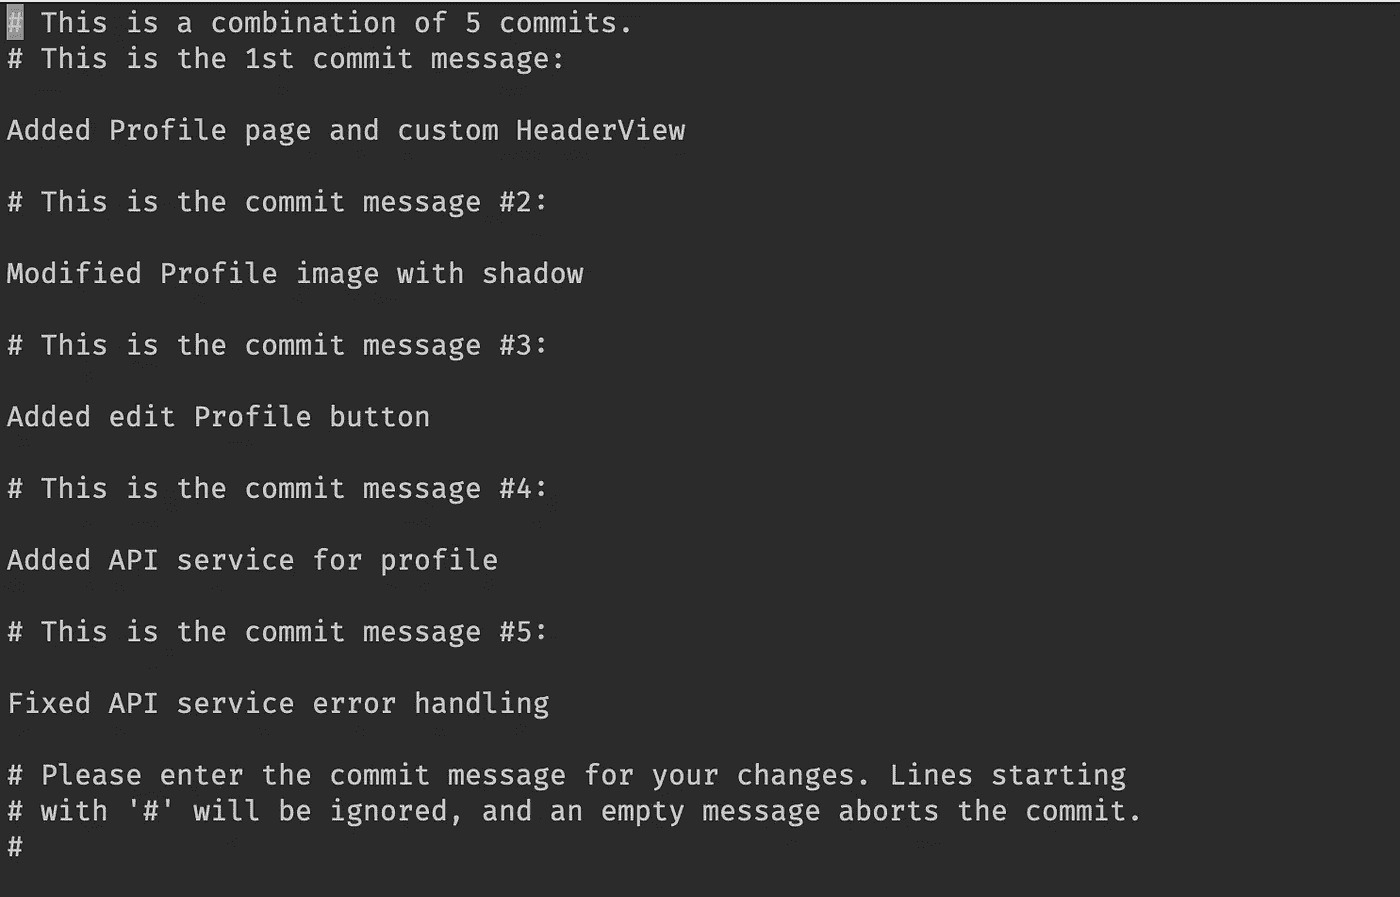 # This is a combination of 5 commits.
# This is the 1st commit message:
Added Profile page and custom HeaderView
# This is the commit message #2:
Modified Profile image with shadow
# This is the commit message #3:
Added edit Profile button
# This is the commit message #4:
Added API service for profile
# This is the commit message #5:
Fixed API service error handling
# Please enter the commit message for your changes. Lines starting
# with '#' will be ignored, and an empty message aborts the commit.
#